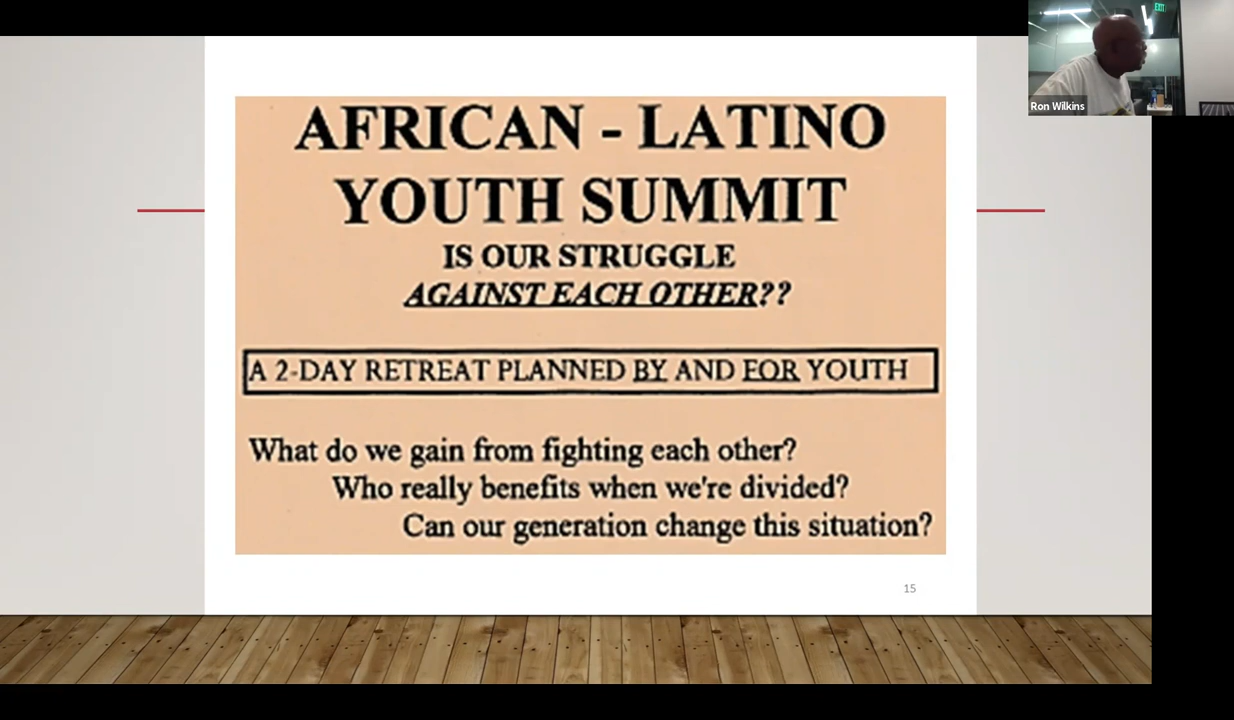 AFRICAN - LATINO
YOUTH SUMMIT
IS OUR STRUGGLE
AGAINST EACH OTHER??
A 2-DAY RETREAT PLANNED BY AND FOR YOUTH
What do we gain from fighting each other?
Who really benefits when we're divided?
Can our generation change this situation?
15
EXIT
Ron Wilkins